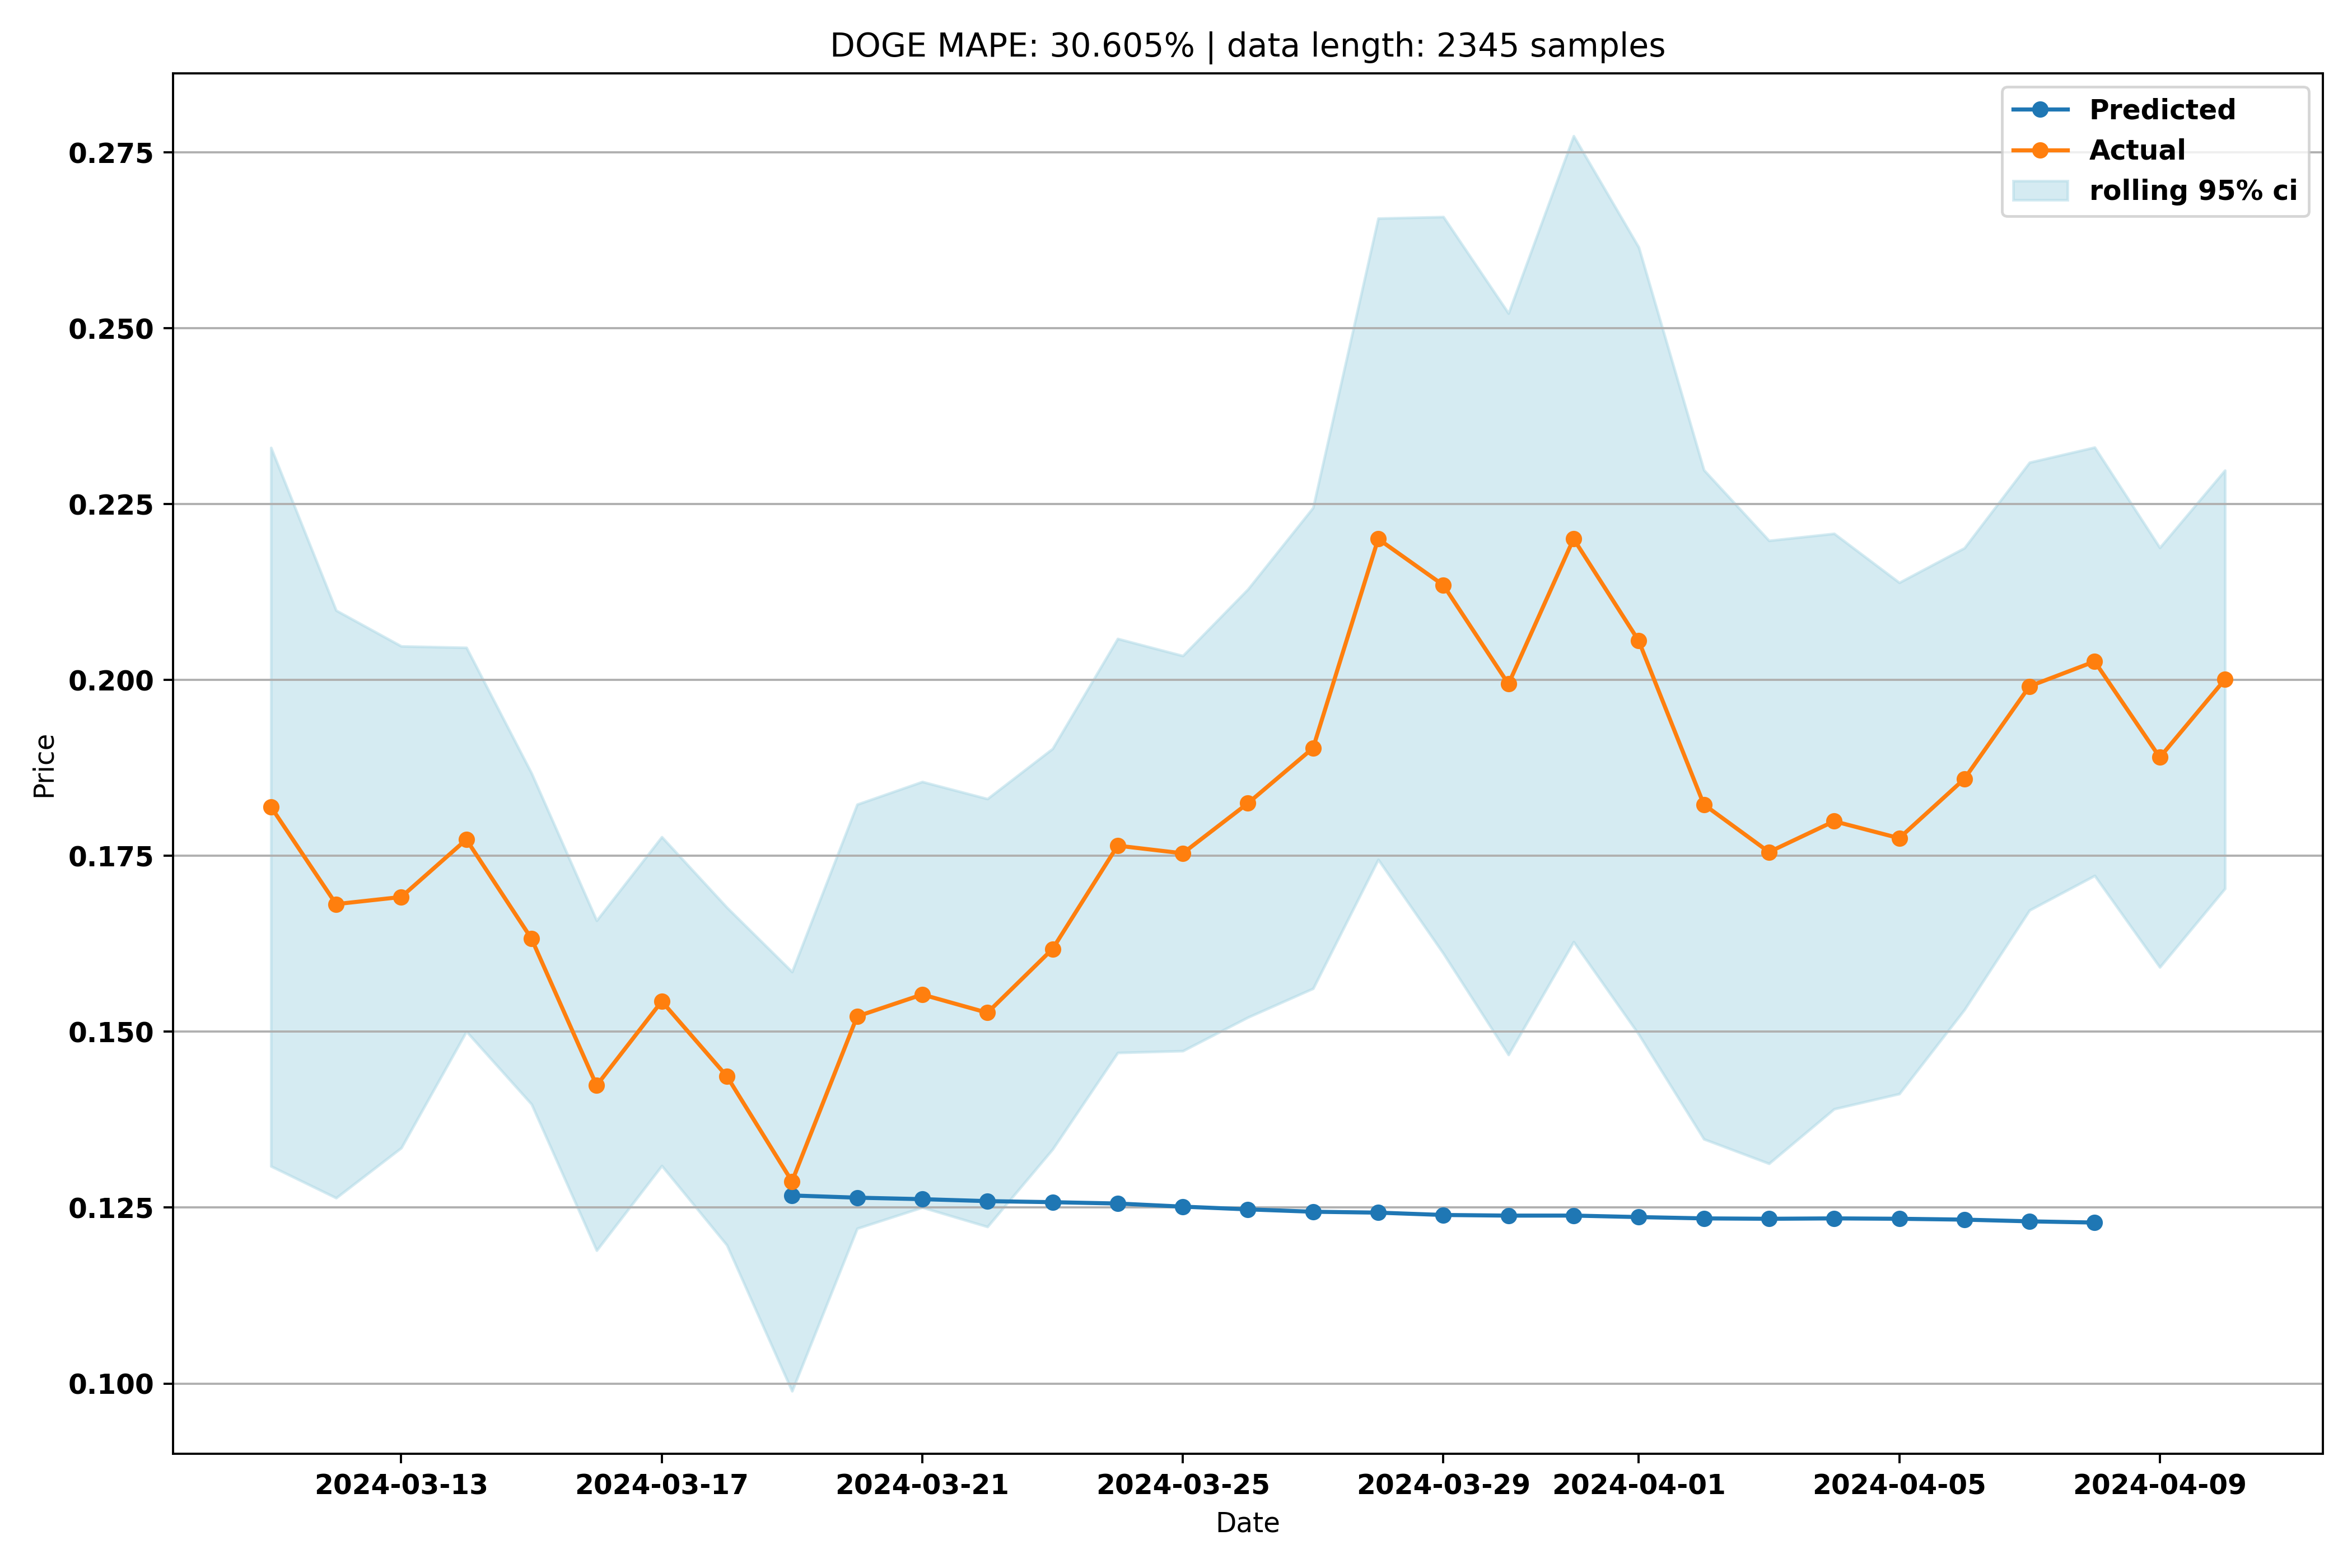 DOGE MAPE: 30.605% | data length: 2345 samples
Predicted
Actual
rolling 95% ci
0.275
0.250
0.225
0.200
0.175
0.150
0.125
0.100
Price
2024-03-13
2024-03-17
2024-03-21
2024-03-25
2024-03-29
2024-04-01
2024-04-05
2024-04-09
Date